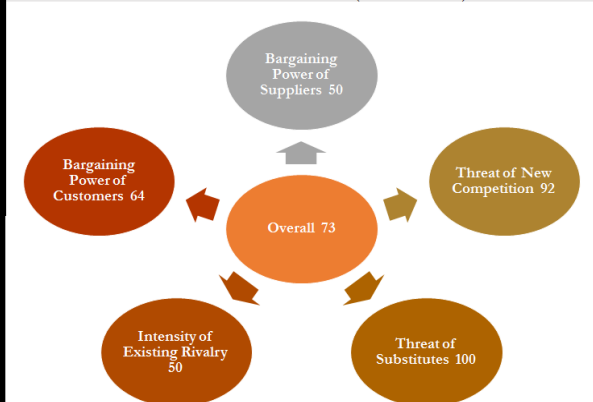 Bargaining
Power of
Suppliers 50
Bargaining
Power of
Customers 64
Threat of New
Competition 92
Overall 73
Intensity of
Existing Rivalry
50
Threat of
Substitutes 100